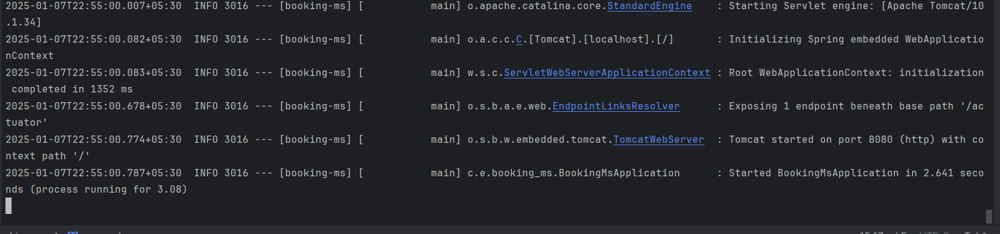 2025-01-07T22:55:00.007+05:30  INFO 3016 --- [booking-ms] [           main] o.apache.catalina.core.StandardEngine    : Starting Servlet engine: [Apache Tomcat/10
.1.34]
2025-01-07T22:55:00.082+05:30  INFO 3016 --- [booking-ms] [           main] o.a.c.c.C.[Tomcat].[localhost].[/]       : Initializing Spring embedded WebApplicatio
nContext
2025-01-07T22:55:00.083+05:30  INFO 3016 --- [booking-ms] [           main] w.s.c.ServletWebServerApplicationContext : Root WebApplicationContext: initialization
 completed in 1352 ms
2025-01-07T22:55:00.678+05:30  INFO 3016 --- [booking-ms] [           main] o.s.b.a.e.web.EndpointLinksResolver      : Exposing 1 endpoint beneath base path '/ac
tuator'
2025-01-07T22:55:00.774+05:30  INFO 3016 --- [booking-ms] [           main] o.s.b.w.embedded.tomcat.TomcatWebServer  : Tomcat started on port 8080 (http) with co
ntext path '/'
2025-01-07T22:55:00.787+05:30  INFO 3016 --- [booking-ms] [           main] c.e.booking_ms.BookingMsApplication      : Started BookingMsApplication in 2.641 seco
nds (process running for 3.08)